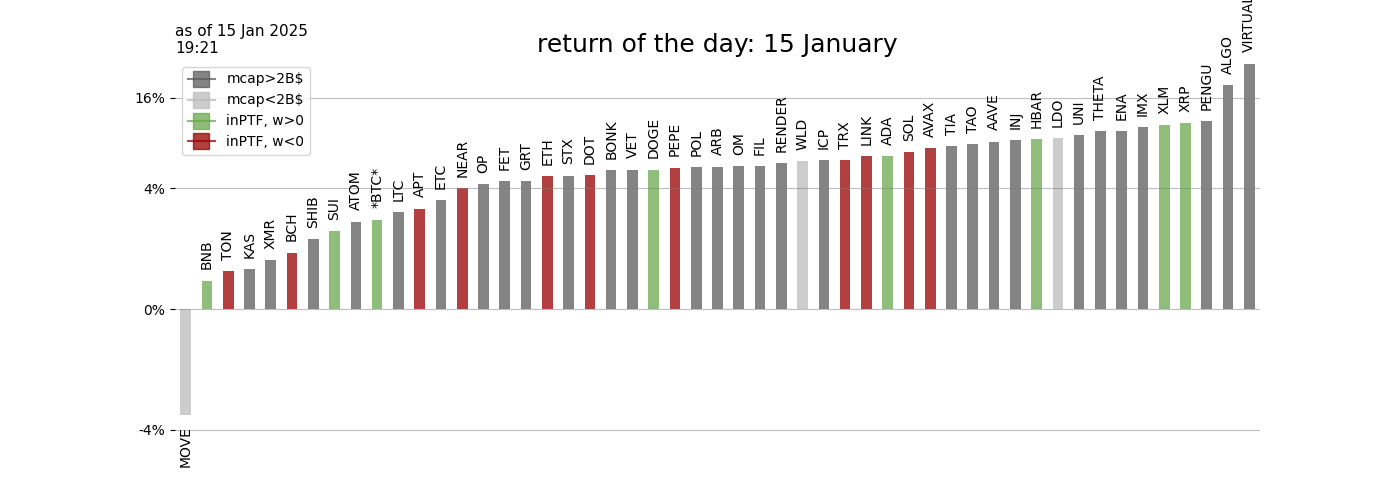 as of 15 Jan 2025
19:21
return of the day: 15 January
mcap>2B$
mcap<2B$
inPTF, w>0
inPTF, w<0
16%
4%
0%
-4%
MOVE
BNB
TON
KAS
XMR
BCH
SHIB
SUI
ATOM
*BTC*
LTC
APT
ETC
NEAR
OP
FET
GRT
ETH
STX
DOT
BONK
VET
DOGE
PEPE
POL
ARB
OM
FIL
RENDER
WLD
ICP
TRX
LINK
ADA
SOL
AVAX
TIA
TAO
AAVE
INJ
HBAR
LDO
UNI
THETA
ENA
IMX
XLM
XRP
PENGU
ALGO
VIRTUAL